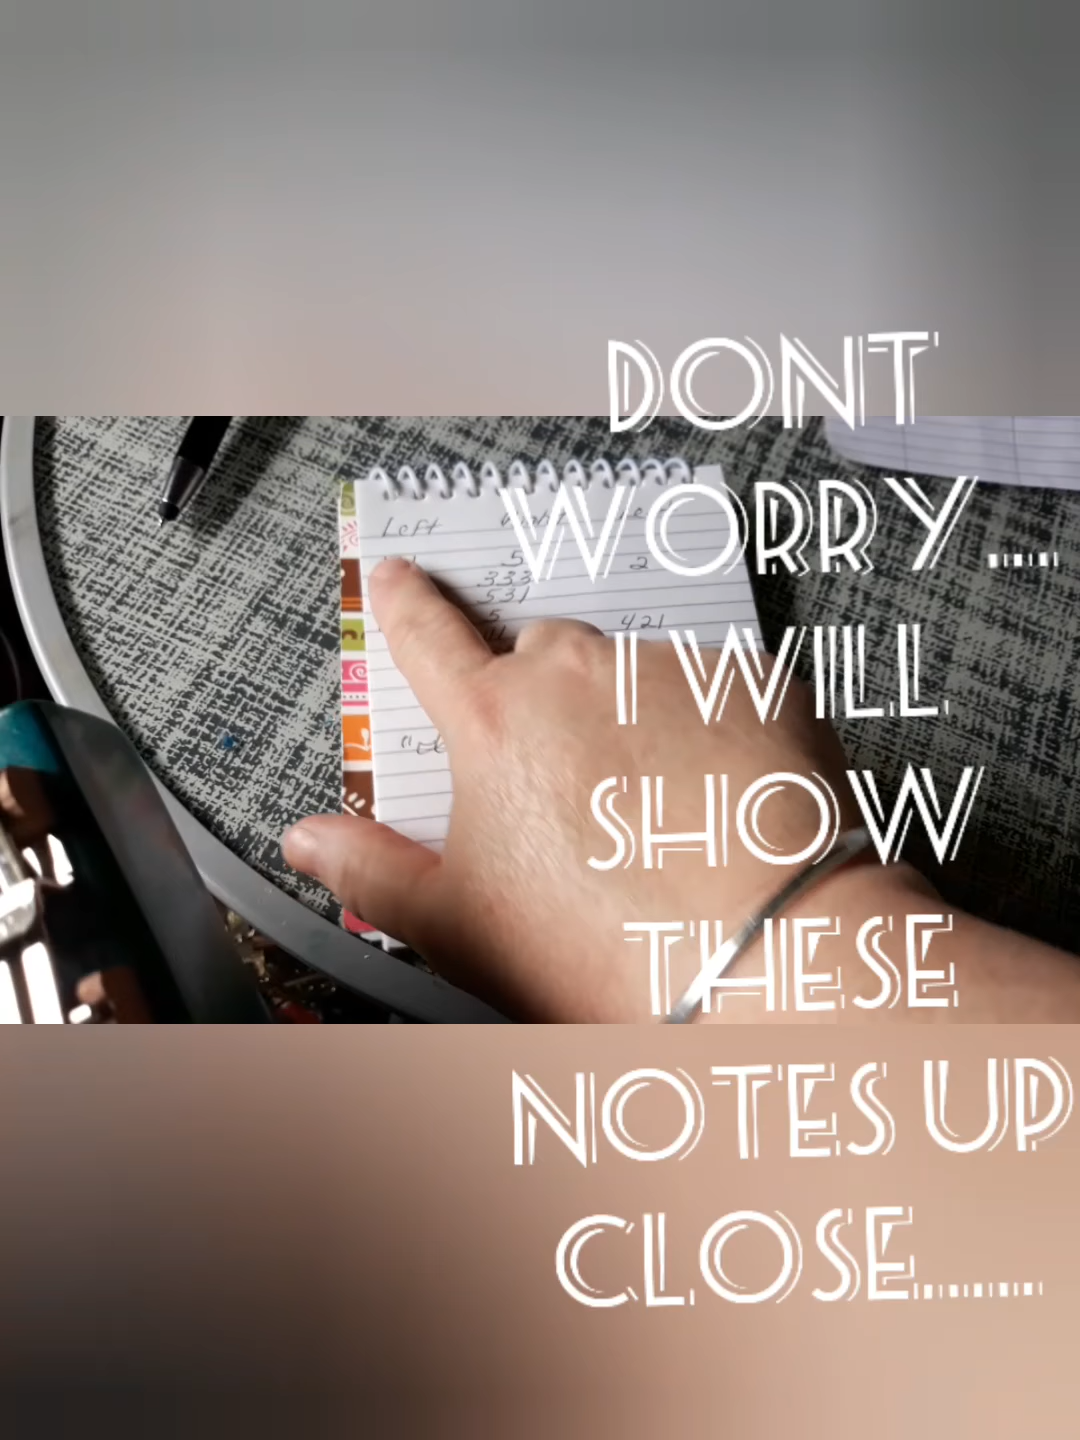 DONT
WORRY.....
I WILL
SHOW
THESE
NOTES UP
CLOSE..........
Left
5 2
333
531
5 421